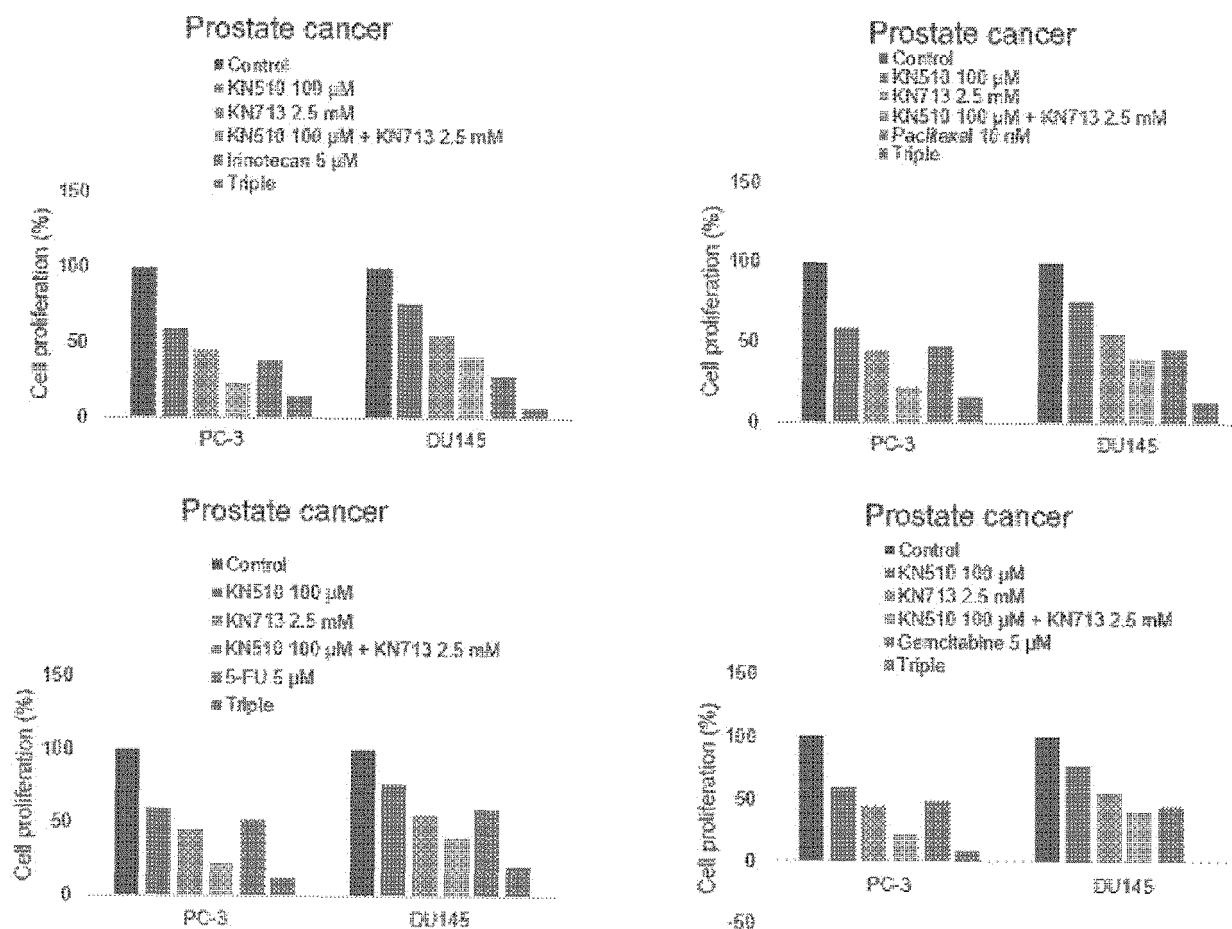 Prostate cancer
Control
KN510 100 µM
KN713 2.5 mM
KN510 100 µM + KN713 2.5 mM
Irinotecan 5 µM
Triple
Cell proliferation (%)
150
100
50
0
PC-3
DU145
Prostate cancer
Control
KN510 100 µM
KN713 2.5 mM
KN510 100 µM + KN713 2.5 mM
Paclitaxal 10 nM
Triple
Cell proliferation (%)
150
100
50
0
PC-3
DU145
Prostate cancer
Control
KN510 100 µM
KN713 2.5 mM
KN510 100 µM + KN713 2.5 mM
5-FU 5 µM
Triple
Cell proliferation (%)
150
100
50
0
PC-3
DU145
Prostate cancer
Control
KN510 100 µM
KN713 2.5 mM
KN510 100 µM + KN713 2.5 mM
Gemcitabine 5 µM
Triple
Cell proliferation (%)
150
100
50
0
-50
PC-3
DU145